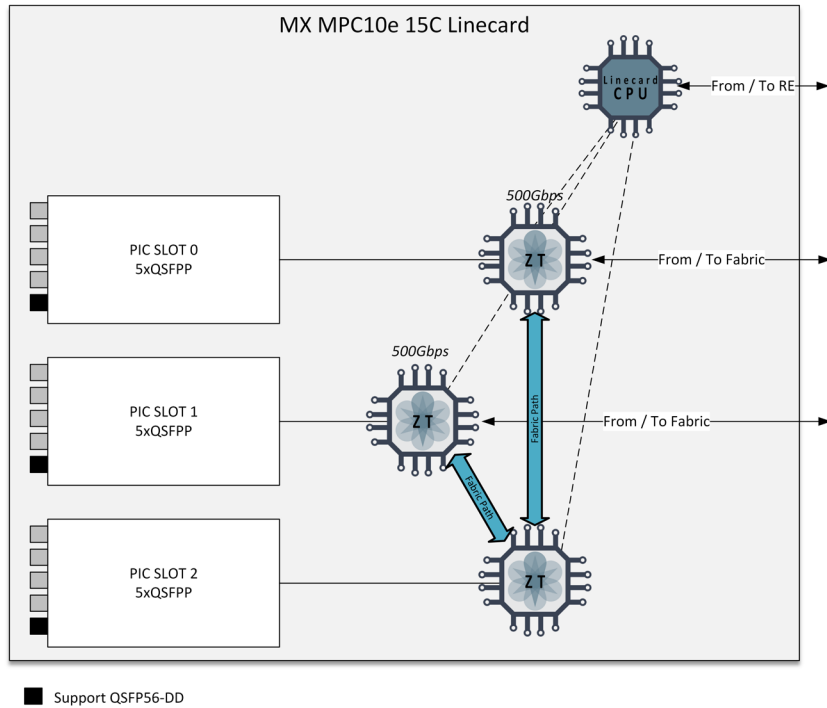 MX MPC10e 15C Linecard
Linecard
CPU
From / To RE
500Gbps
PIC SLOT 0
5xQSFPP
ZT
From / To Fabric
500Gbps
PIC SLOT 1
5xQSFPP
ZT
Fabric Path
From / To Fabric
Fabric Path
PIC SLOT 2
5xQSFPP
ZT
Support QSFP56-DD